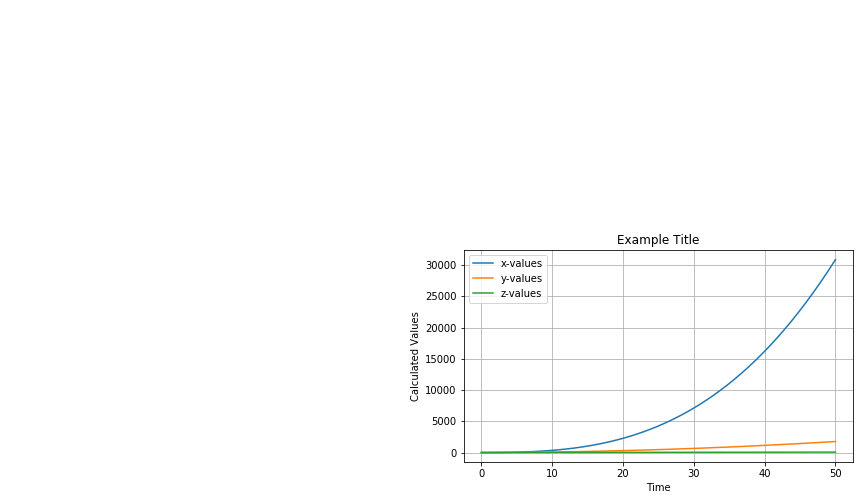 Example Title
x-values
y-values
z-values
Calculated Values
30000
25000
20000
15000
10000
5000
0
0 10 20 30 40 50
Time